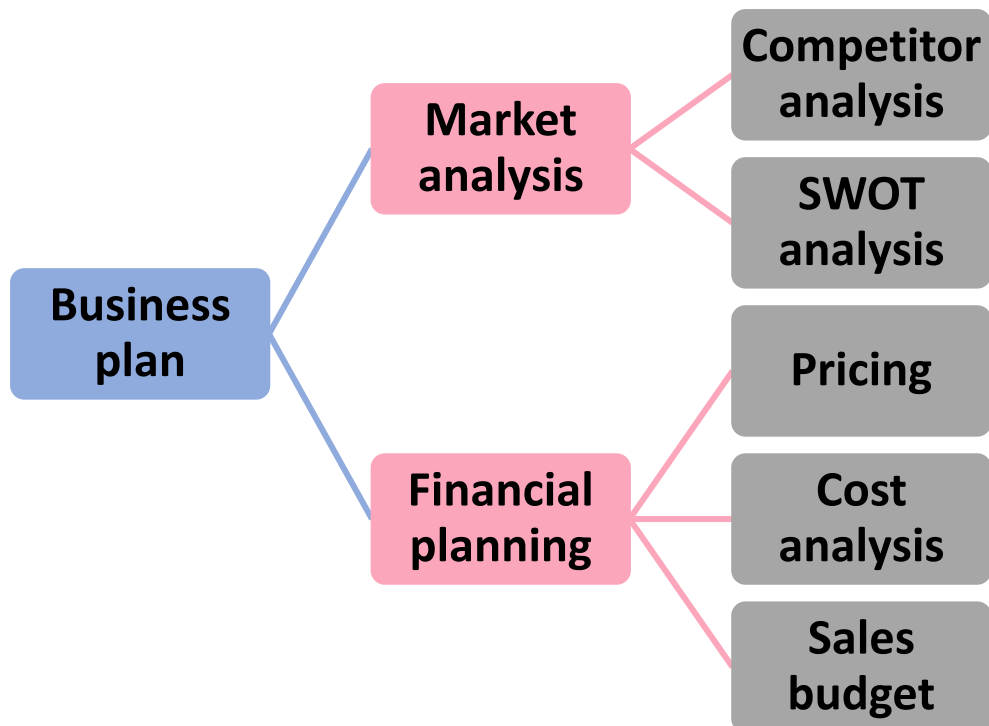 Competitor
analysis
Market
analysis
SWOT
analysis
Business
plan
Pricing
Financial
planning
Cost
analysis
Sales
budget